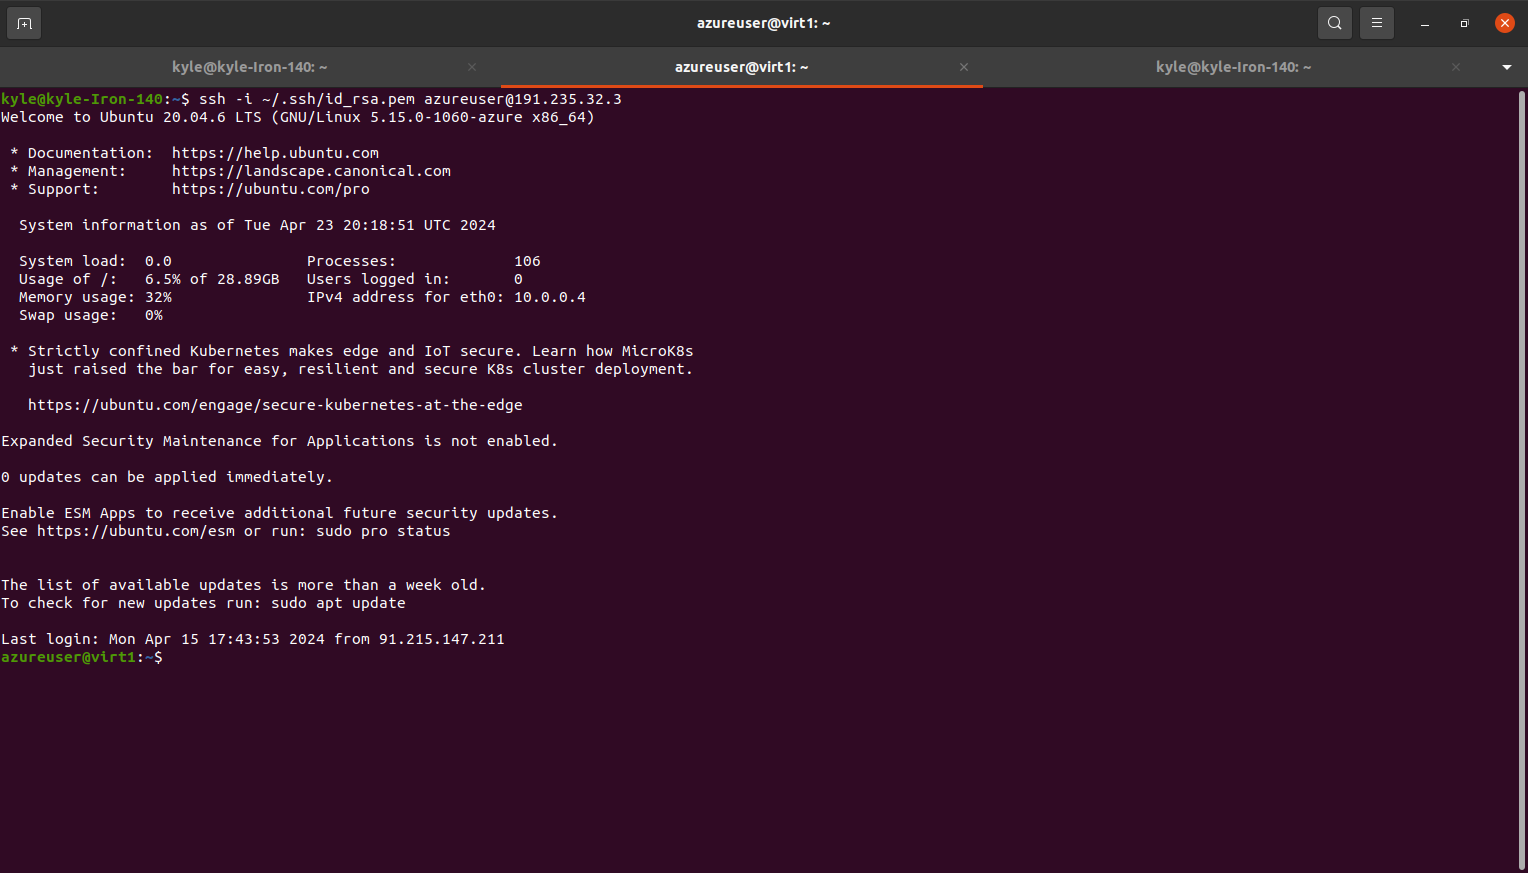 azureuser@virt1: ~
kyle@kyle-Iron-140: ~
azureuser@virt1: ~
kyle@kyle-Iron-140: ~
kyle@kyle-Iron-140:~$ ssh -i ~/.ssh/id_rsa.pem azureuser@191.235.32.3
Welcome to Ubuntu 20.04.6 LTS (GNU/Linux 5.15.0-1060-azure x86_64)
* Documentation:  https://help.ubuntu.com
* Management:     https://landscape.canonical.com
* Support:        https://ubuntu.com/pro
System information as of Tue Apr 23 20:18:51 UTC 2024
System load:  0.0               Processes:             106
Usage of /:   6.5% of 28.89GB   Users logged in:       0
Memory usage: 32%               IPv4 address for eth0: 10.0.0.4
Swap usage:   0%
* Strictly confined Kubernetes makes edge and IoT secure. Learn how MicroK8s
just raised the bar for easy, resilient and secure K8s cluster deployment.
https://ubuntu.com/engage/secure-kubernetes-at-the-edge
Expanded Security Maintenance for Applications is not enabled.
0 updates can be applied immediately.
Enable ESM Apps to receive additional future security updates.
See https://ubuntu.com/esm or run: sudo pro status
The list of available updates is more than a week old.
To check for new updates run: sudo apt update
Last login: Mon Apr 15 17:43:53 2024 from 91.215.147.211
azureuser@virt1:~$